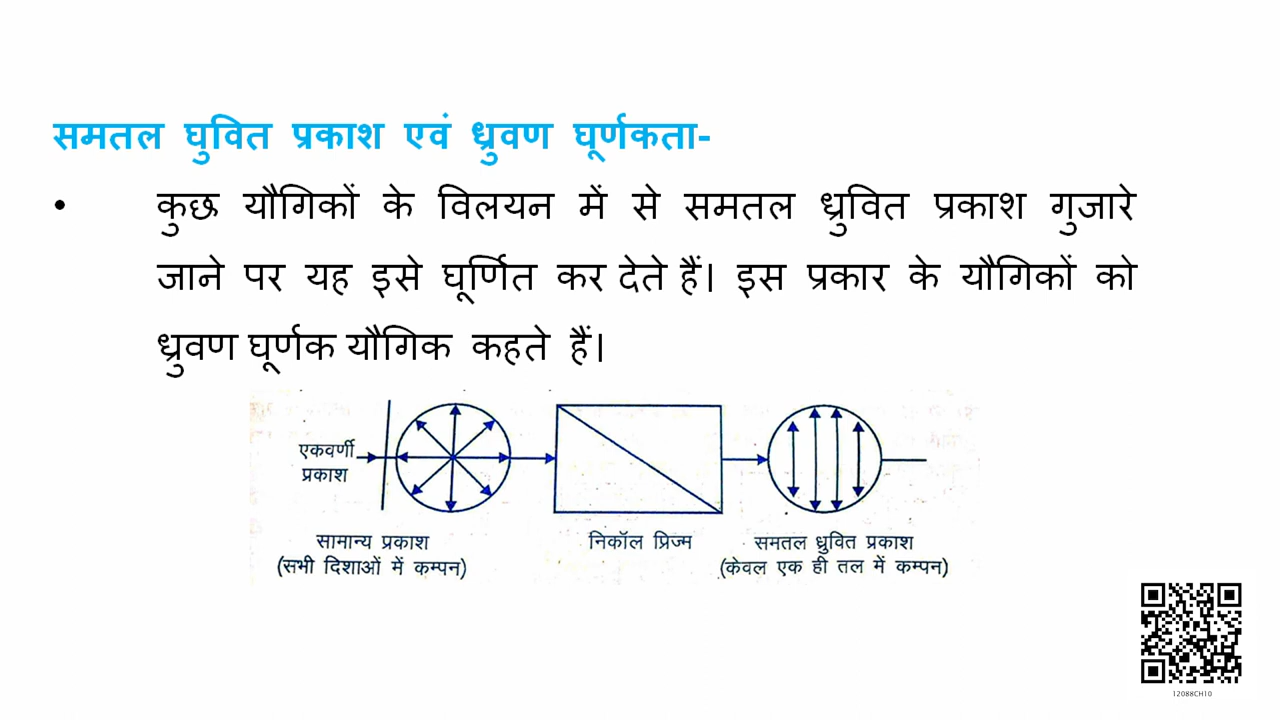 समतल घुवित प्रकाश एवं ध्रुवण घूर्णकता-
• कुछ यौगिकों के विलयन में से समतल ध्रुवित प्रकाश गुजारे
जाने पर यह इसे घूर्णित कर देते हैं। इस प्रकार के यौगिकों को
ध्रुवण घूर्णक यौगिक कहते हैं।
एकवर्णी
प्रकाश
सामान्य प्रकाश
(सभी दिशाओं में कम्पन)
निकॉल प्रिज्म
समतल ध्रुवित प्रकाश
(केवल एक ही तल में कम्पन)
12088CH10